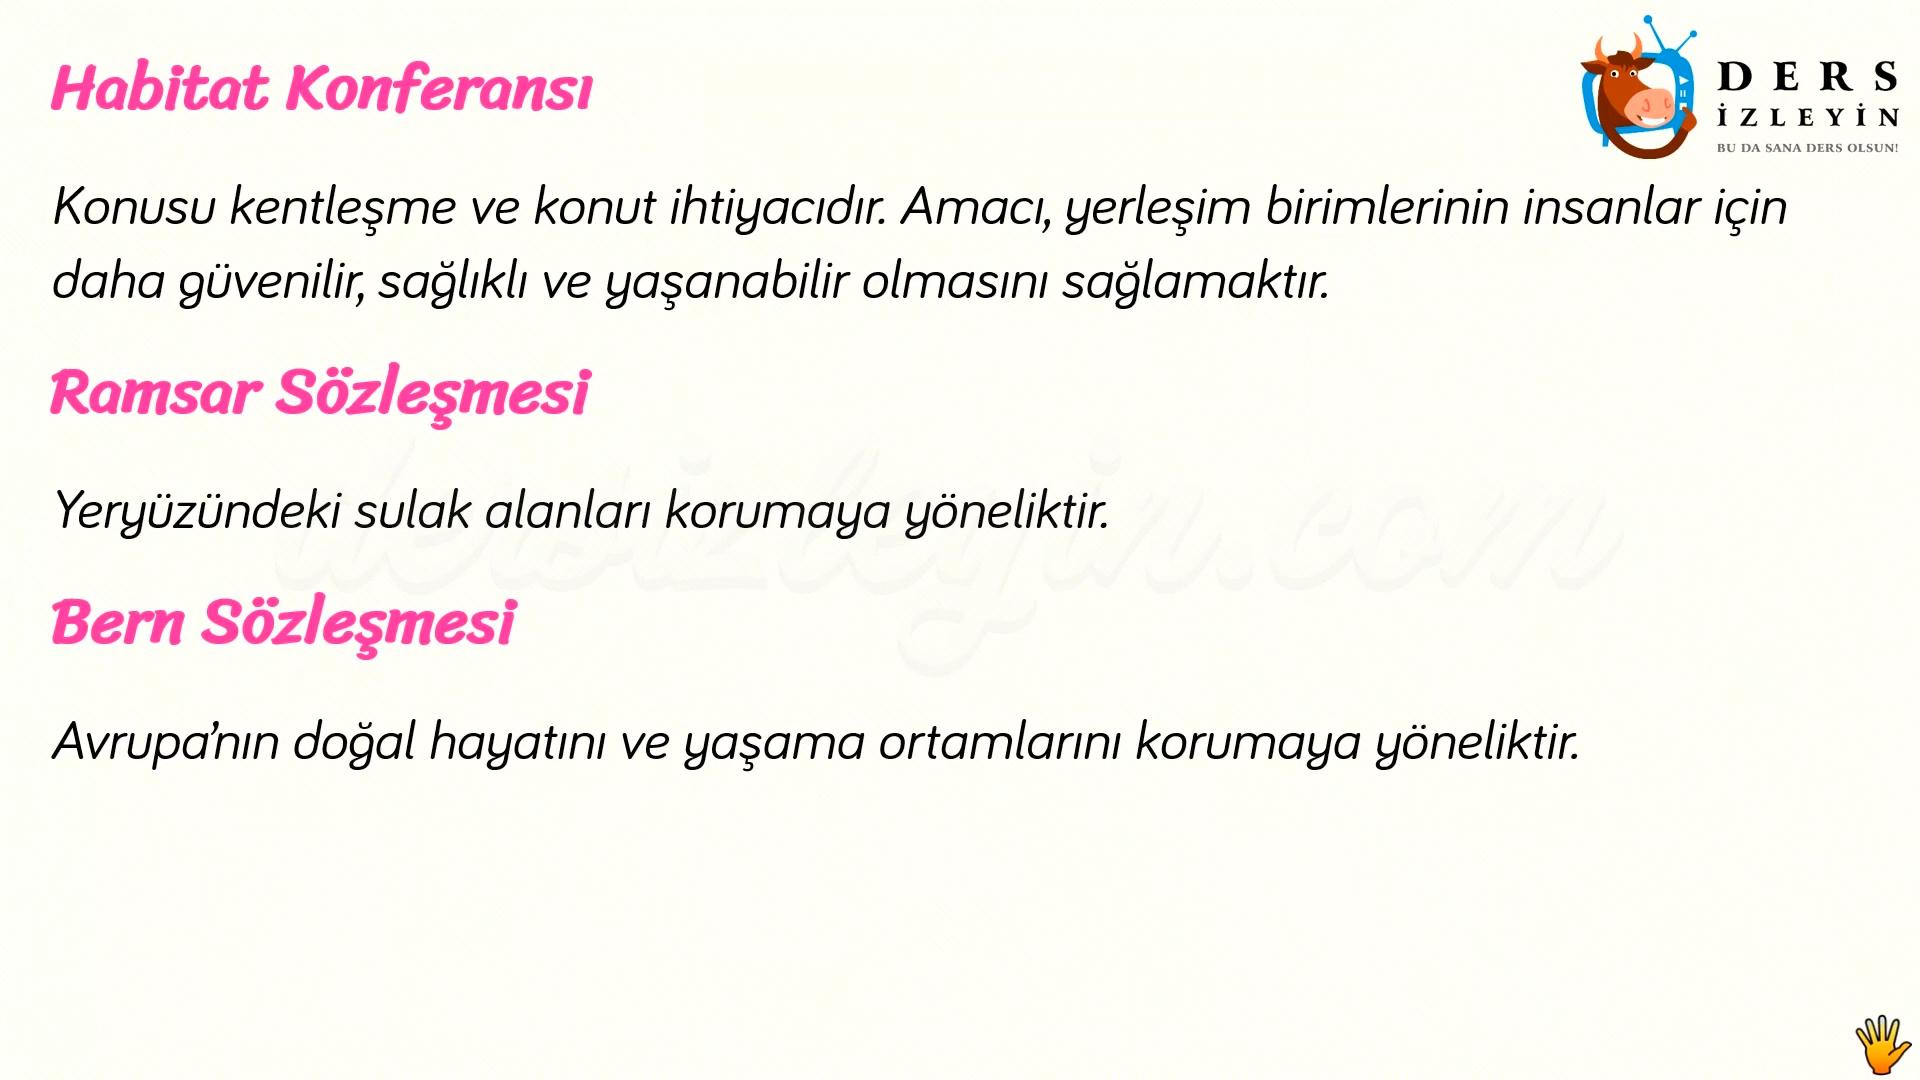 Habitat Konferansı
DERS
İZLEYİN
BU DA SANA DERS OLSUN!
Konusu kentleşme ve konut ihtiyacıdır. Amacı, yerleşim birimlerinin insanlar için
daha güvenilir, sağlıklı ve yaşanabilir olmasını sağlamaktır.
Ramsar Sözleşmesi
Yeryüzündeki sulak alanları korumaya yöneliktir.
dersizleyin.com
Bern Sözleşmesi
Avrupa’nın doğal hayatını ve yaşama ortamlarını korumaya yöneliktir.